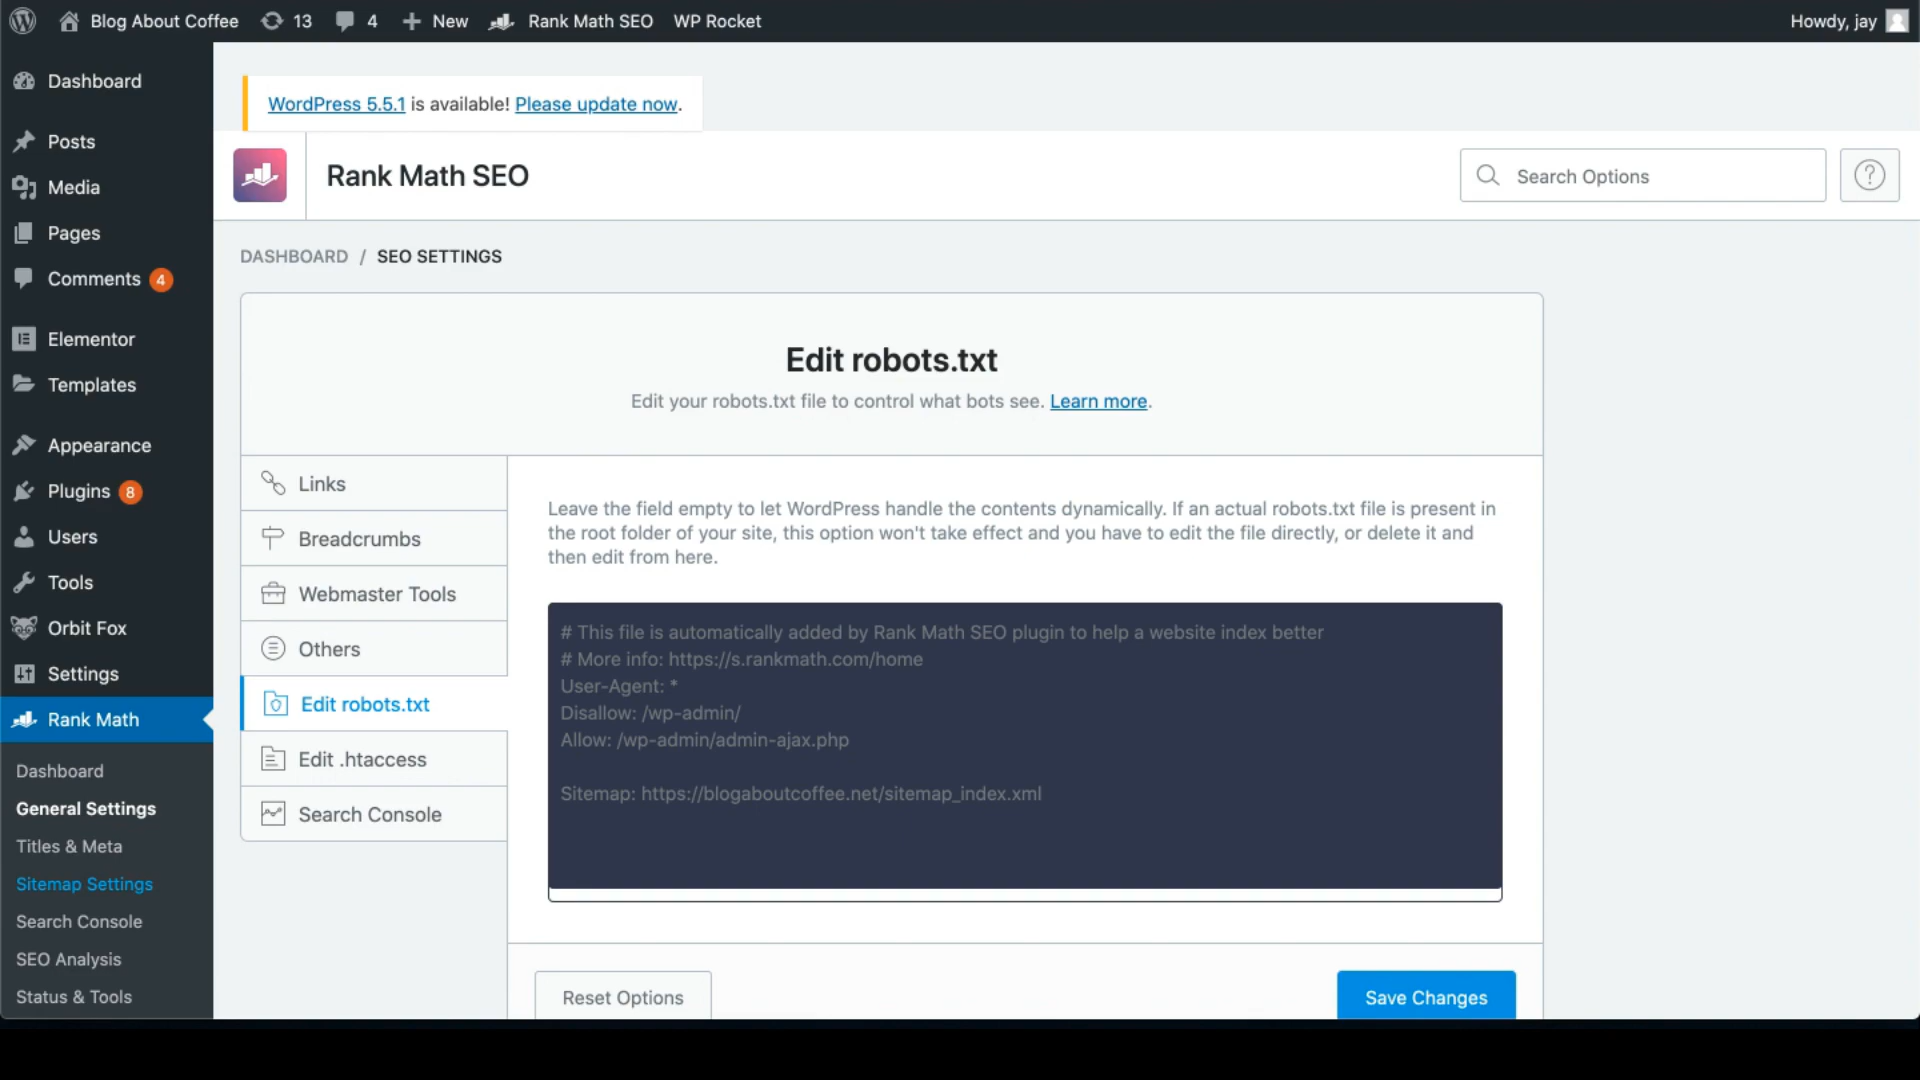 Blog About Coffee 13 4 New Rank Math SEO WP Rocket Howdy, jay
Dashboard
Posts
Media
Pages
Comments 4
Elementor
Templates
Appearance
Plugins 8
Users
Tools
Orbit Fox
Settings
Rank Math
Dashboard
General Settings
Titles & Meta
Sitemap Settings
Search Console
SEO Analysis
Status & Tools
WordPress 5.5.1 is available! Please update now.
Rank Math SEO
Search Options
?
DASHBOARD / SEO SETTINGS
Edit robots.txt
Edit your robots.txt file to control what bots see. Learn more.
Links
Breadcrumbs
Webmaster Tools
Others
Edit robots.txt
Edit .htaccess
Search Console
Leave the field empty to let WordPress handle the contents dynamically. If an actual robots.txt file is present in
the root folder of your site, this option won't take effect and you have to edit the file directly, or delete it and
then edit from here.
# This file is automatically added by Rank Math SEO plugin to help a website index better
# More info: https://s.rankmath.com/home
User-Agent: *
Disallow: /wp-admin/
Allow: /wp-admin/admin-ajax.php
Sitemap: https://blogaboutcoffee.net/sitemap_index.xml
Reset Options
Save Changes